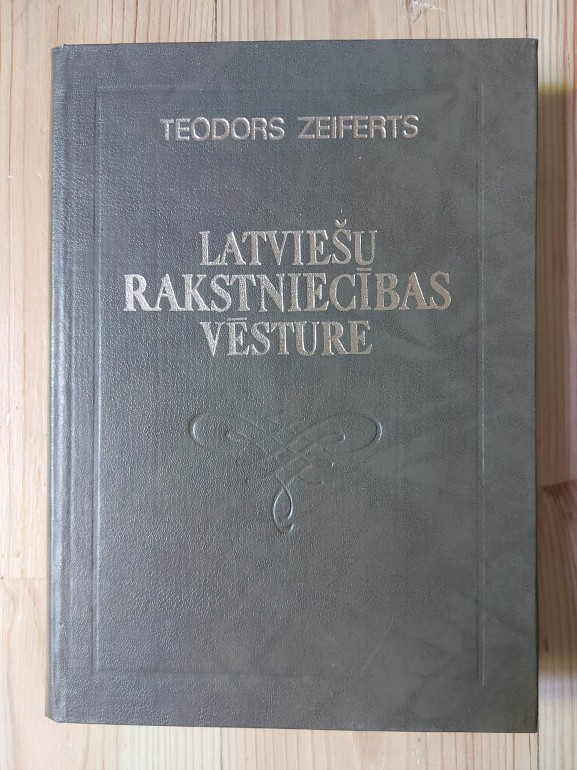 TEODORS ZEIFERTS
LATVIEŠU
RAKSTNIECĪBAS
VĒSTURE